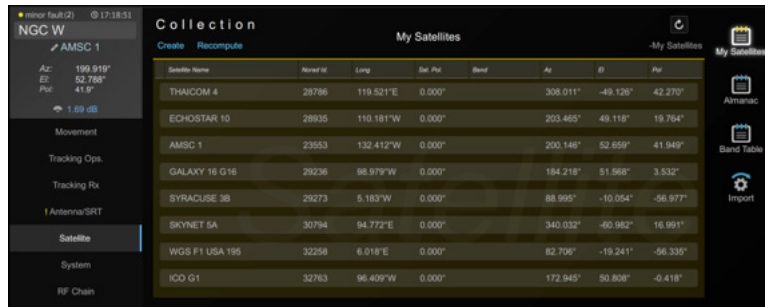 minor fault(2) 17:18:51
NGC W
AMSC 1
Az: 199.919°
El: 52.788°
Pol: 41.9°
1.69 dB
Movement
Tracking Ops.
Tracking Rx
! Antenna/SRT
Satellite
System
RF Chain
Collection
Create Recompute
My Satellites
-My Satellites
Satellite Name Norad Id. Long Sat. Pol. Band Az El Pol
THAICOM 4 28786 119.521°E 0.000° 308.011° -49.126° 42.270°
ECHOSTAR 10 28935 110.181°W 0.000° 203.465° 49.118° 19.764°
AMSC 1 23553 132.412°W 0.000° 200.146° 52.659° 41.949°
GALAXY 16 G16 29236 98.979°W 0.000° 184.218° 51.568° 3.532°
SYRACUSE 3B 29273 5.183°W 0.000° 88.995° -10.054° -56.977°
SKYNET 5A 30794 94.772°E 0.000° 340.032° -60.982° 16.991°
WGS F1 USA 195 32258 6.018°E 0.000° 82.706° -19.241° -56.335°
ICO G1 32763 96.409°W 0.000° 172.945° 50.808° -0.418°
Satellite
My Satellites
Almanac
Band Table
Import